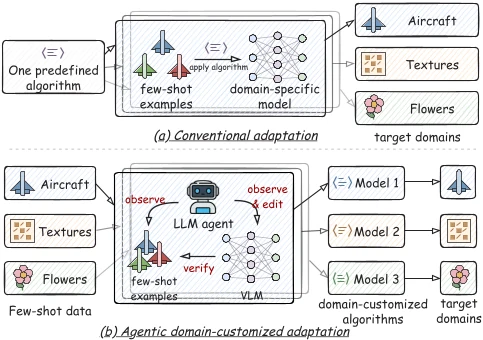 One predefined
algorithm
apply algorithm
few-shot
examples
domain-specific
model
Aircraft
Textures
Flowers
target domains
(a) Conventional adaptation
Aircraft
Textures
Flowers
Few-shot data
observe
LLM agent
observe
& edit
verify
few-shot
examples
VLM
Model 1
Model 2
Model 3
domain-customized
algorithms
target
domains
(b) Agentic domain-customized adaptation